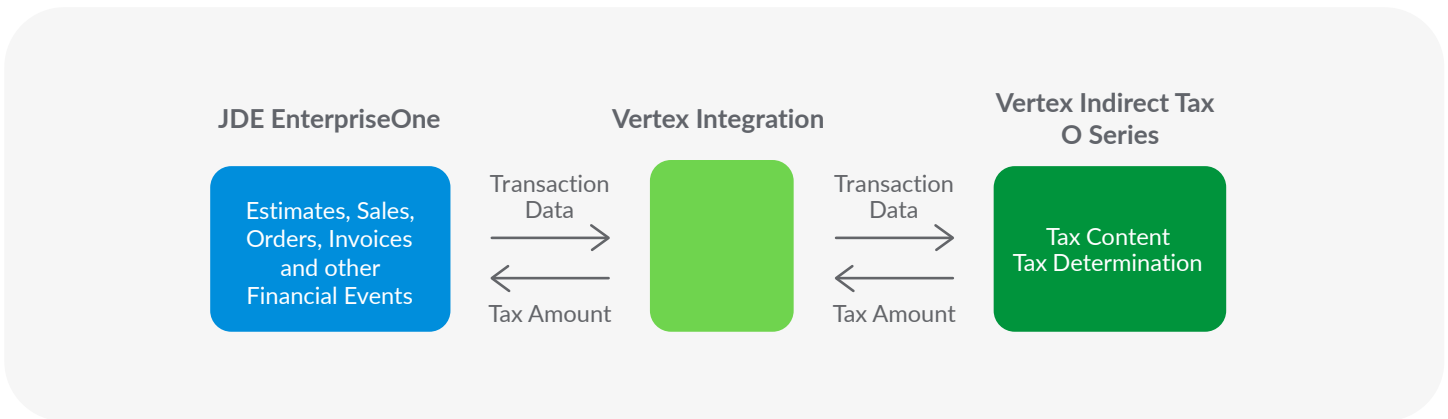 JDE EnterpriseOne
Estimates, Sales,
Orders, Invoices
and other
Financial Events
Transaction
Data
Tax Amount
Vertex Integration
Transaction
Data
Tax Amount
Vertex Indirect Tax
O Series
Tax Content
Tax Determination